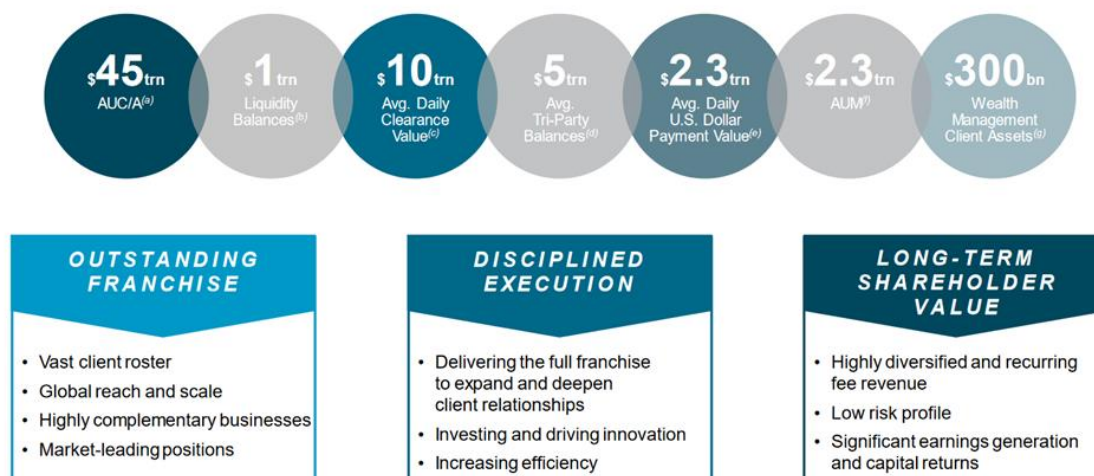 $45trn
AUC/A(a)
$1trn
Liquidity
Balances(b)
$10trn
Avg. Daily
Clearance
Value(c)
$5trn
Avg.
Tri-Party
Balances(d)
$2.3trn
Avg. Daily
U.S. Dollar
Payment Value(e)
$2.3trn
AUM(f)
$300bn
Wealth
Management
Client Assets(g)
OUTSTANDING
FRANCHISE
• Vast client roster
• Global reach and scale
• Highly complementary businesses
• Market-leading positions
DISCIPLINED
EXECUTION
• Delivering the full franchise
to expand and deepen
client relationships
• Investing and driving innovation
• Increasing efficiency
LONG-TERM
SHAREHOLDER
VALUE
• Highly diversified and recurring
fee revenue
• Low risk profile
• Significant earnings generation
and capital returns